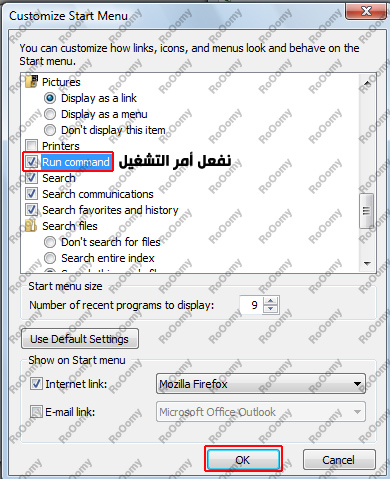 Customize Start Menu
You can customize how links, icons, and menus look and behave on the
Start menu.
Pictures
Display as a link
Display as a menu
Don't display this item
Printers
Run command نفعل أمر التشغيل
Search
Search communications
Search favorites and history
Search files
Don't search for files
Search entire index
Start menu size
Number of recent programs to display: 9
Use Default Settings
Show on Start menu
Internet link: Mozilla Firefox
E-mail link: Microsoft Office Outlook
OK Cancel
RoOomy